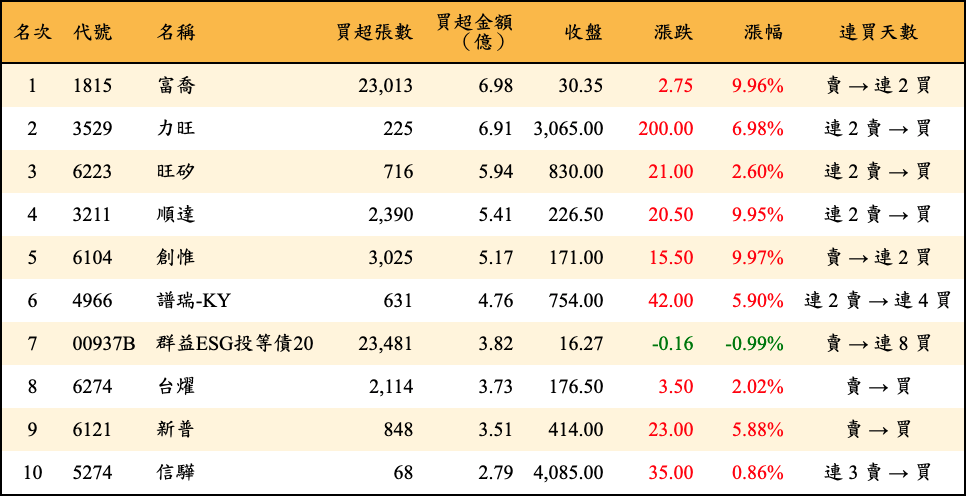 名次 代號 名稱 買超張數 買超金額（億） 收盤 漲跌 漲幅 連買天數
1 1815 富喬 23,013 6.98 30.35 2.75 9.96% 賣 → 連 2 買
2 3529 力旺 225 6.91 3,065.00 200.00 6.98% 連 2 賣 → 買
3 6223 旺矽 716 5.94 830.00 21.00 2.60% 連 2 賣 → 買
4 3211 順達 2,390 5.41 226.50 20.50 9.95% 連 2 賣 → 買
5 6104 創惟 3,025 5.17 171.00 15.50 9.97% 賣 → 連 2 買
6 4966 譜瑞-KY 631 4.76 754.00 42.00 5.90% 連 2 賣 → 連 4 買
7 00937B 群益ESG投等債20 23,481 3.82 16.27 -0.16 -0.99% 賣 → 連 8 買
8 6274 台燿 2,114 3.73 176.50 3.50 2.02% 賣 → 買
9 6121 新普 848 3.51 414.00 23.00 5.88% 賣 → 買
10 5274 信驊 68 2.79 4,085.00 35.00 0.86% 連 3 賣 → 買